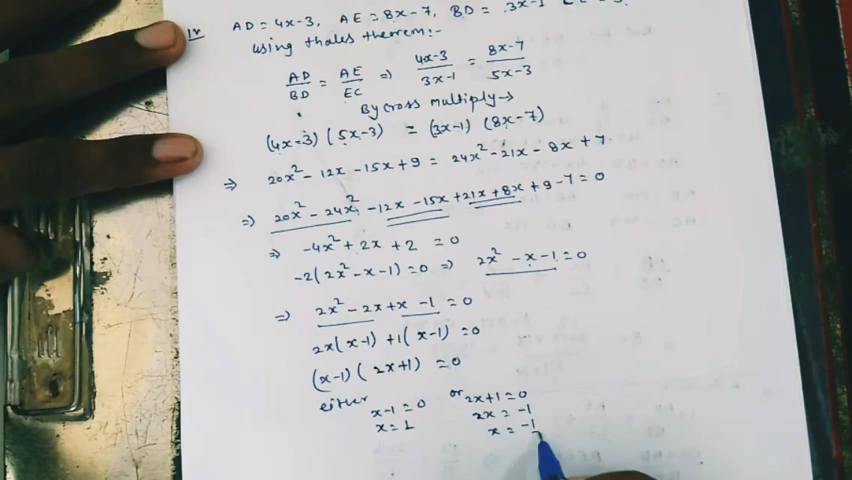 1v AD = 4x-3, AE = 8x-7, BD = 3x-1
using thales theorem:-
AD/BD = AE/EC => 4x-3/3x-1 = 8x-7/5x-3
By cross multiply →
(4x-3)(5x-3) = (3x-1)(8x-7)
=> 20x² - 12x - 15x + 9 = 24x² - 21x - 8x + 7
=> 20x² - 24x² - 12x - 15x + 21x + 8x + 9 - 7 = 0
=> -4x² + 2x + 2 = 0
-2(2x² - x - 1) = 0 => 2x² - x - 1 = 0
=> 2x² - 2x + x - 1 = 0
2x(x-1) + 1(x-1) = 0
(x-1)(2x+1) = 0
either x-1 = 0 or 2x+1 = 0
2x = -1
x = 1 x = -1